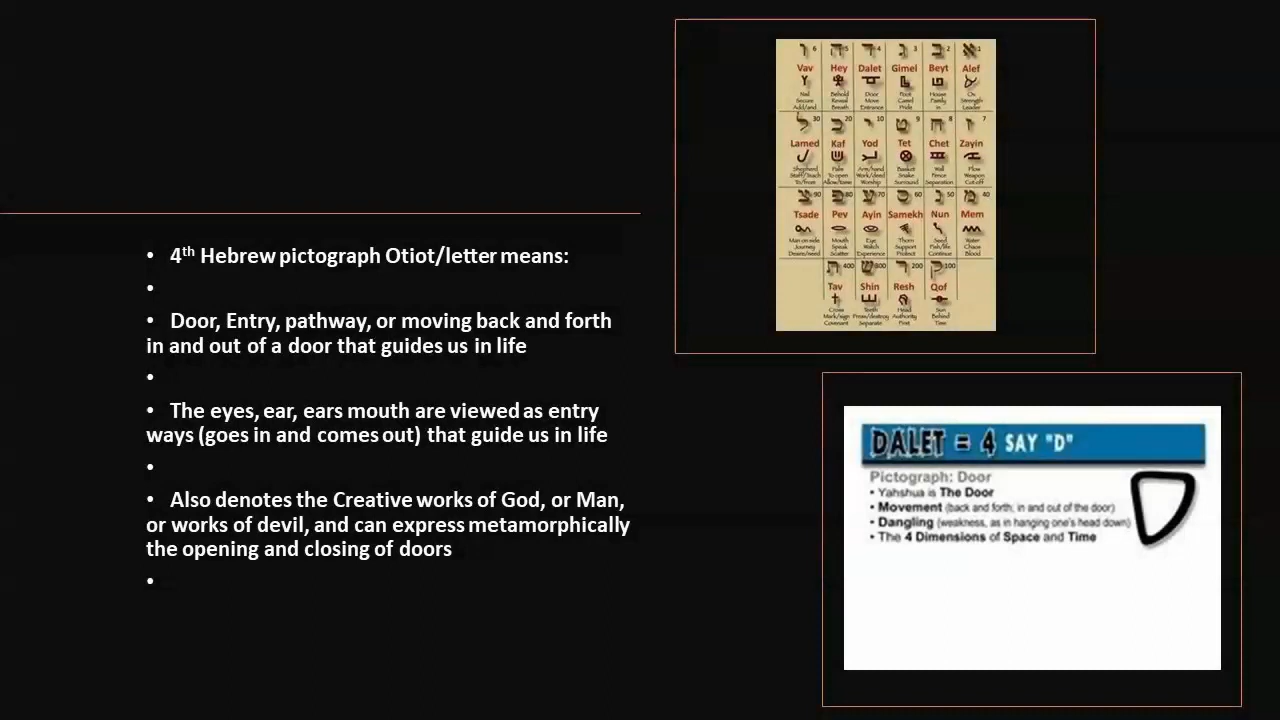 • 4th Hebrew pictograph Otiot/letter means:
•
• Door, Entry, pathway, or moving back and forth
in and out of a door that guides us in life
•
• The eyes, ear, ears mouth are viewed as entry
ways (goes in and comes out) that guide us in life
•
• Also denotes the Creative works of God, or Man,
or works of devil, and can express metamorphically
the opening and closing of doors
•
ו 6 ה 5 ד 4 ג 3 ב 2 א 1
Vav Hey Dalet Gimel Beyt Alef
Nail Behold Door Foot House Ox
Secure Reveal Move Camel Family Strength
Add/and Breath Entrance Pride In Leader
ל 30 כ 20 י 10 ט 9 ח 8 ז 7
Lamed Kaf Yod Tet Chet Zayin
Shepherd Palm Arm/hand Basket Wall Plow
Staff/Teach To open Work/deed Snake Fence Weapon
To/from Allow/tame Worship Surround Separation Cut off
צ 90 פ 80 ע 70 ס 60 נ 50 מ 40
Tsade Pey Ayin Samekh Nun Mem
Man on side Mouth Eye Thorn Seed Water
Journey Speak Watch Support Fish/life Chaos
Desire/need Scatter Experience Protect Continue Blood
ת 400 ש 300 ר 200 ק 100
Tav Shin Resh Qof
Cross Teeth Head Sun
Mark/sign Press/destroy Authority Behind
Covenant Separate First Time
DALET = 4 SAY "D"
Pictograph: Door
• Yahshua is The Door
• Movement (back and forth, in and out of the door)
• Dangling (weakness, as in hanging one's head down)
• The 4 Dimensions of Space and Time